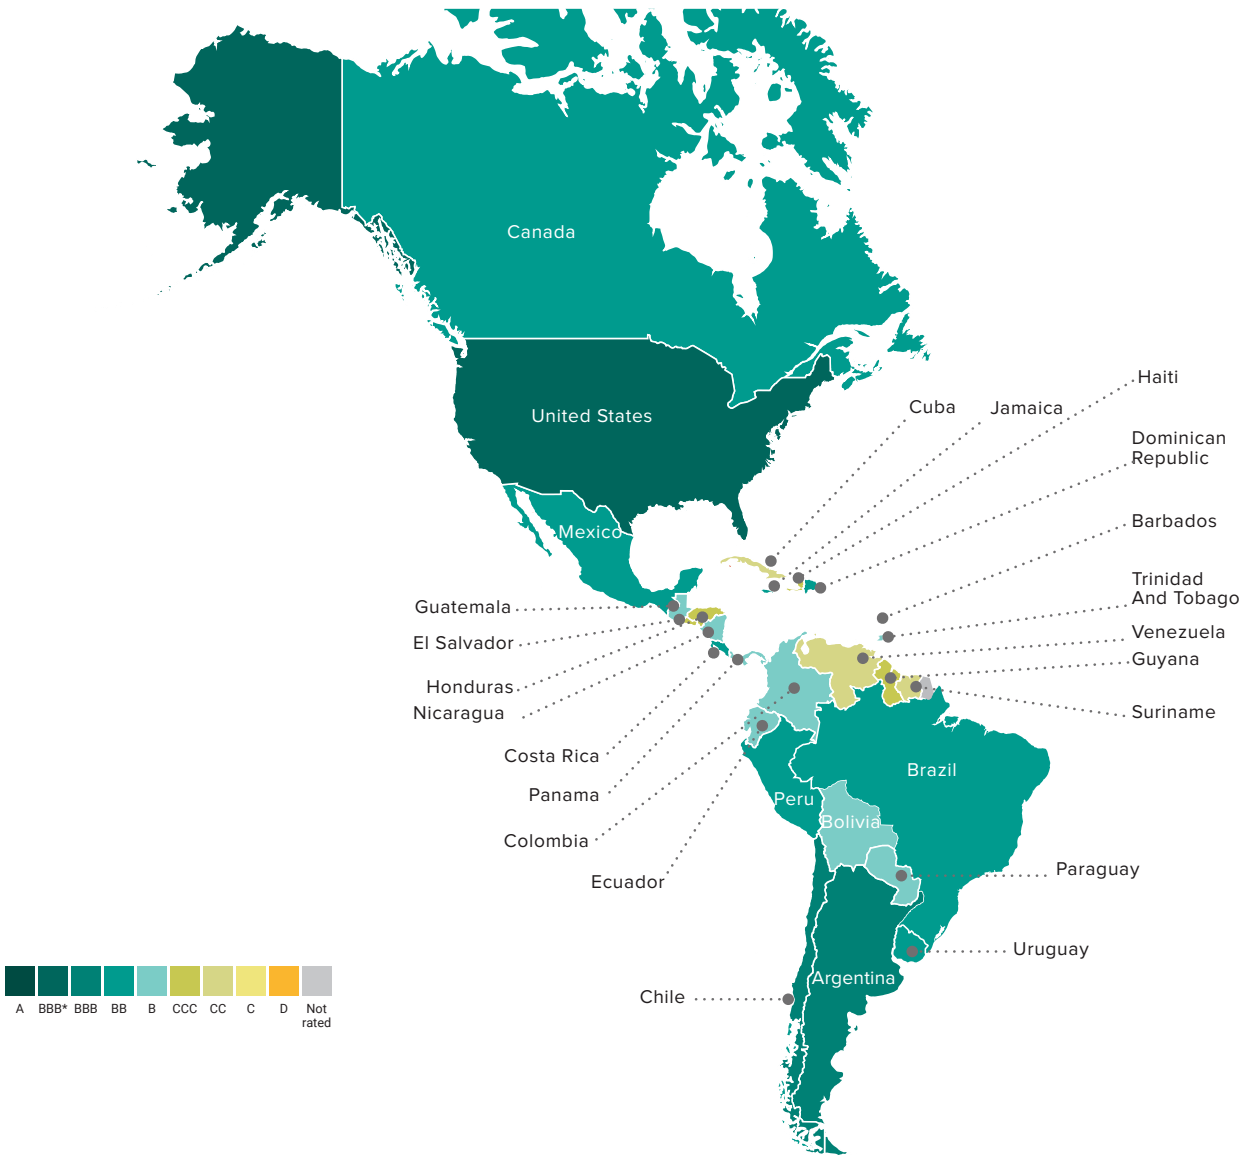 Canada
United States
Mexico
Haiti
Cuba
Jamaica
Dominican
Republic
Barbados
Trinidad
And Tobago
Venezuela
Guyana
Suriname
Guatemala
El Salvador
Honduras
Nicaragua
Costa Rica
Panama
Colombia
Ecuador
Brazil
Peru
Bolivia
Paraguay
Uruguay
Argentina
Chile
A BBB* BBB BB B CCC CC C D Not
rated